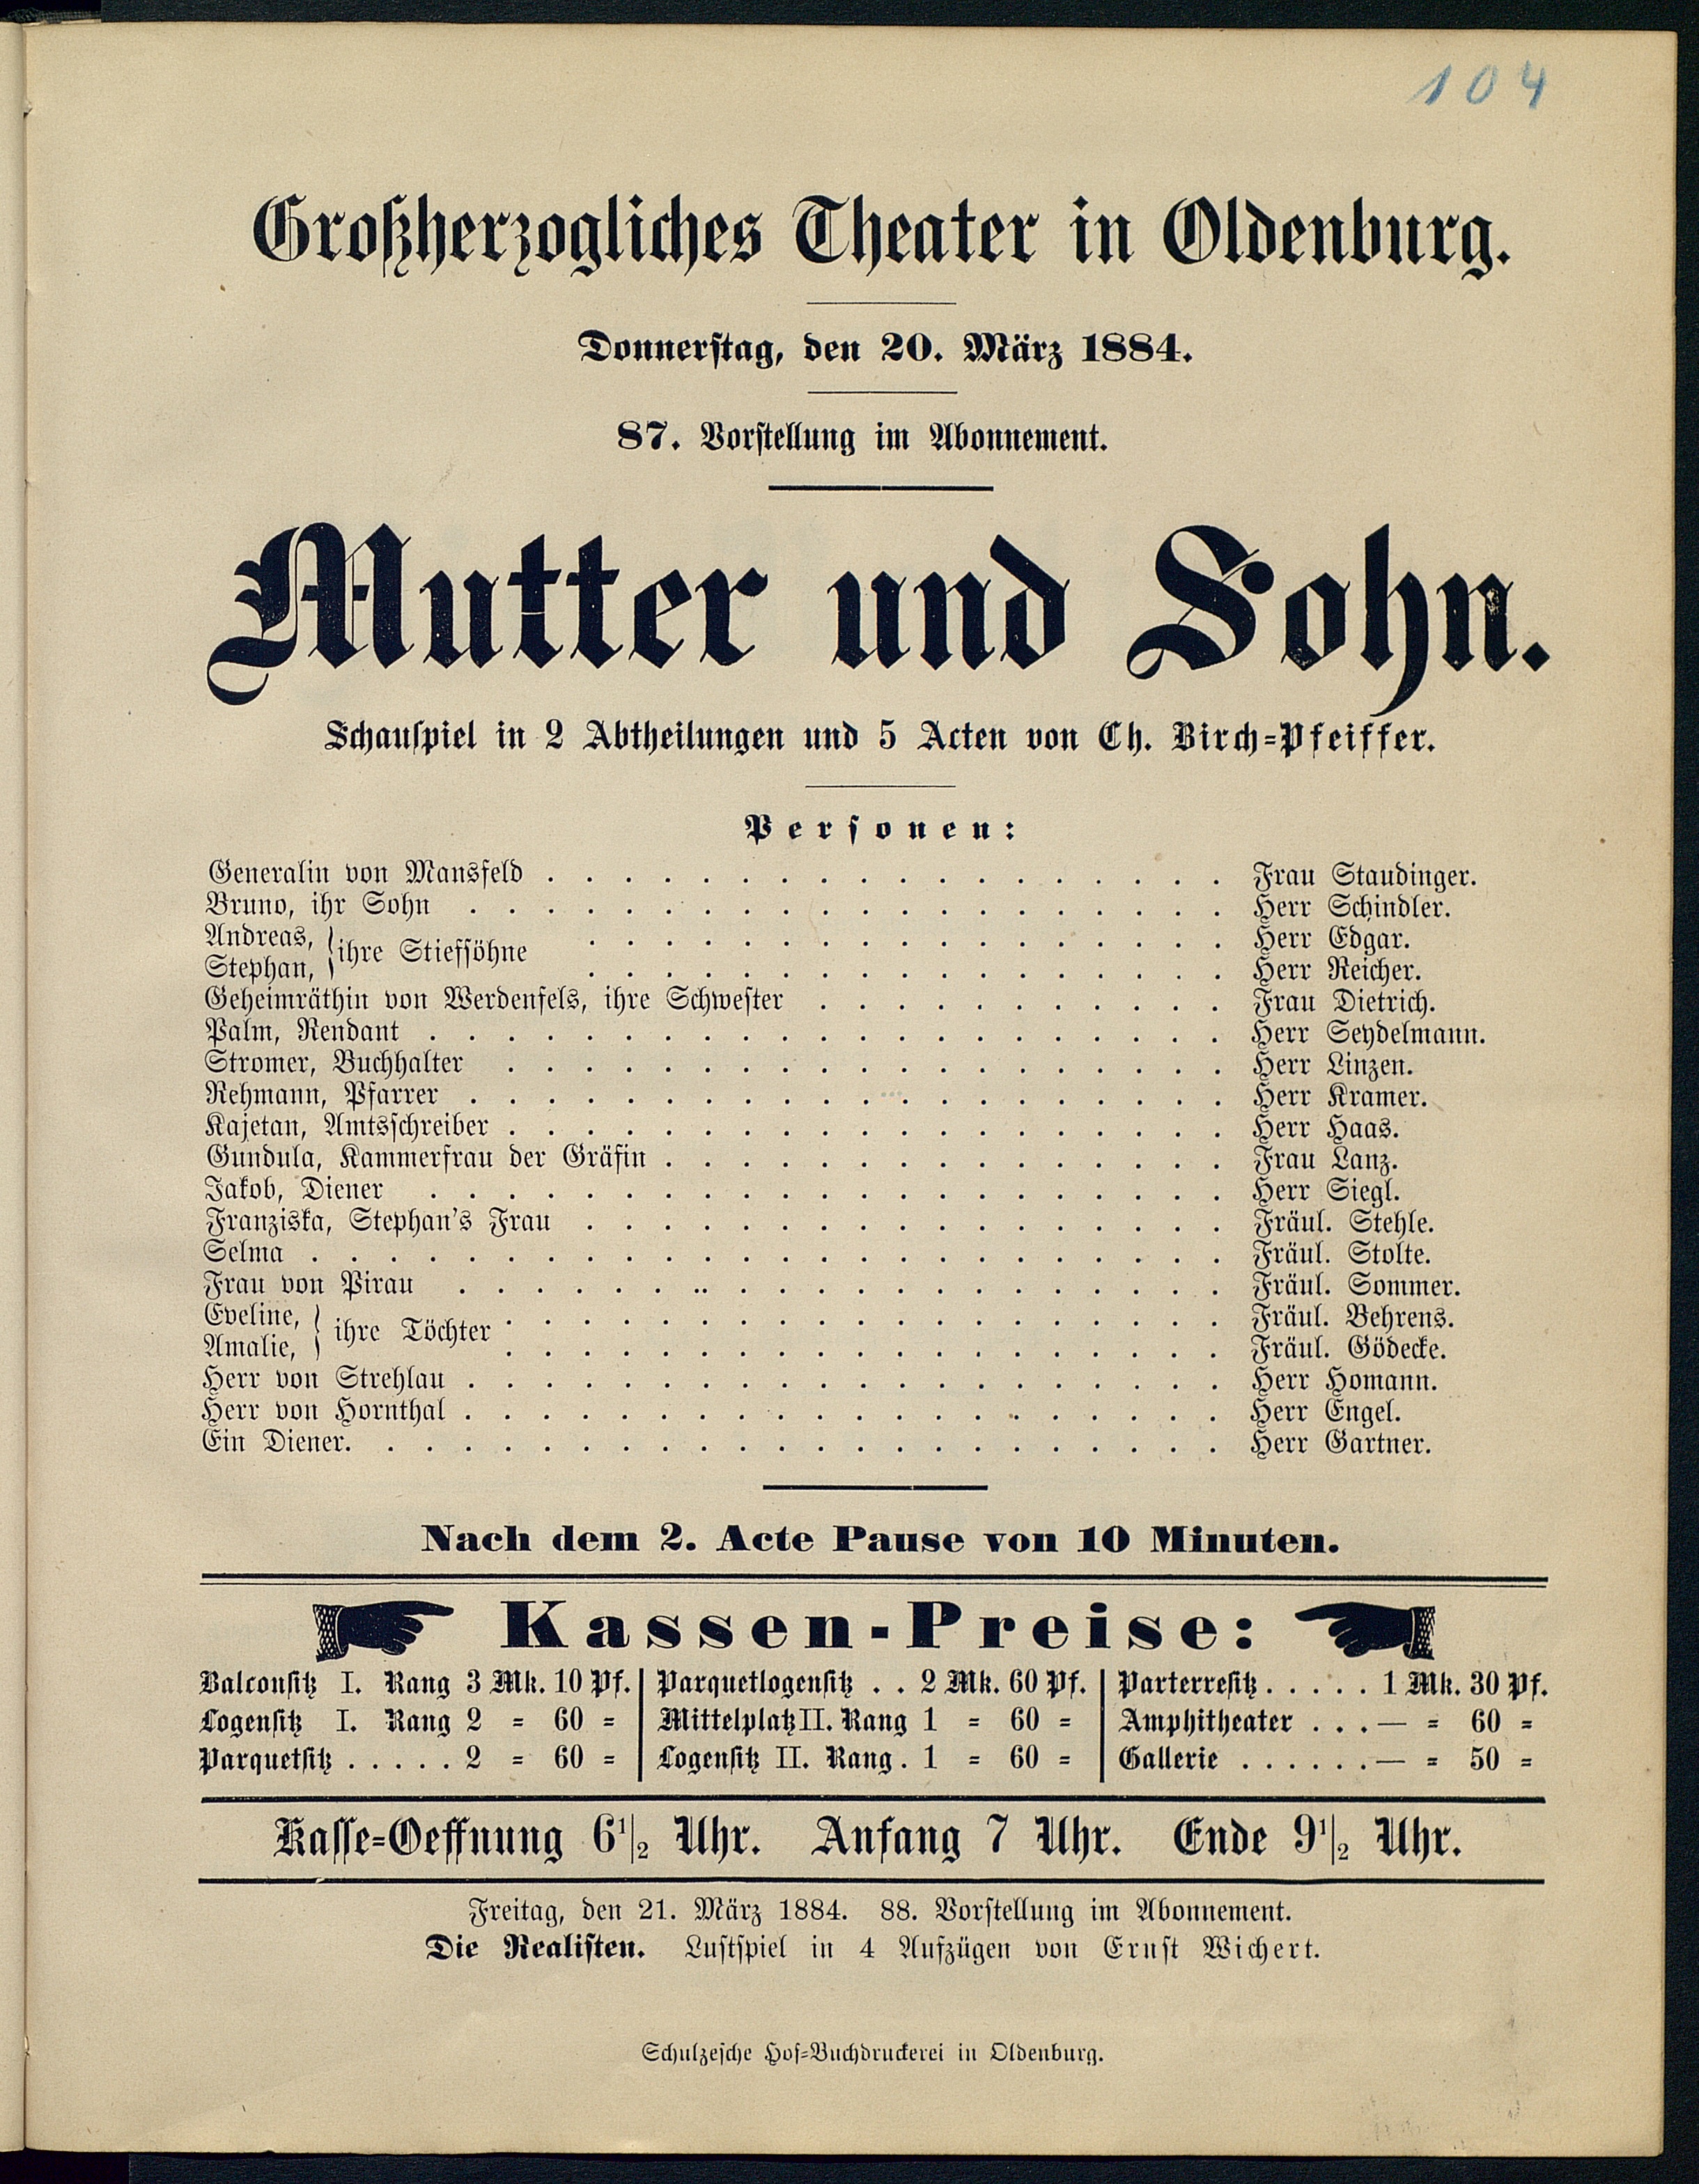 104
Großherzogliches Theater in Oldenburg.
Donnerstag, den 20. März 1884.
87. Vorstellung im Abonnement.
Mutter und Sohn.
Schauspiel in 2 Abtheilungen und 5 Acten von Ch. Birch=Pfeiffer.
Personen:
Generalin von Mansfeld . . . . . . . . . . . . . . . . . . Frau Staudinger.
Bruno, ihr Sohn . . . . . . . . . . . . . . . . . . . . Herr Schindler.
Andreas, } ihre Stiefsöhne . . . . . . . . . . . . . . . . . Herr Edgar.
Stephan, } . . . . . . . . . . . . . . . . . Herr Reicher.
Geheimräthin von Werdenfels, ihre Schwester . . . . . . . . . . . Frau Dietrich.
Palm, Rendant . . . . . . . . . . . . . . . . . . . . . Herr Seydelmann.
Stromer, Buchhalter . . . . . . . . . . . . . . . . . . . Herr Linzen.
Rehmann, Pfarrer . . . . . . . . . . . . . . . . . . . . Herr Kramer.
Kajetan, Amtsschreiber . . . . . . . . . . . . . . . . . . . Herr Haas.
Gundula, Kammerfrau der Gräfin . . . . . . . . . . . . . . . Frau Lanz.
Jakob, Diener . . . . . . . . . . . . . . . . . . . . . Herr Siegl.
Franziska, Stephan's Frau . . . . . . . . . . . . . . . . . Fräul. Stehle.
Selma . . . . . . . . . . . . . . . . . . . . . . . . Fräul. Stolte.
Frau von Pirau . . . . . . . . . . . . . . . . . . . . Fräul. Sommer.
Eveline, } ihre Töchter . . . . . . . . . . . . . . . . . . . Fräul. Behrens.
Amalie, } . . . . . . . . . . . . . . . . . . . Fräul. Gödecke.
Herr von Strehlau . . . . . . . . . . . . . . . . . . . . Herr Homann.
Herr von Hornthal . . . . . . . . . . . . . . . . . . . . Herr Engel.
Ein Diener. . . . . . . . . . . . . . . . . . . . . . . Herr Gartner.
Nach dem 2. Acte Pause von 10 Minuten.
Kassen-Preise:
Balconsitz I. Rang 3 Mk. 10 Pf. | Parquetlogensitz . . 2 Mk. 60 Pf. | Parterresitz . . . . . 1 Mk. 30 Pf.
Logensitz I. Rang 2 = 60 = | Mittelplatz II. Rang 1 = 60 = | Amphitheater . . . — = 60 =
Parquetsitz . . . . . 2 = 60 = | Logensitz II. Rang . 1 = 60 = | Gallerie . . . . . . — = 50 =
Kasse=Oeffnung 6 1/2 Uhr. Anfang 7 Uhr. Ende 9 1/2 Uhr.
Freitag, den 21. März 1884. 88. Vorstellung im Abonnement.
Die Realisten. Lustspiel in 4 Aufzügen von Ernst Wichert.
Schulzesche Hof=Buchdruckerei in Oldenburg.